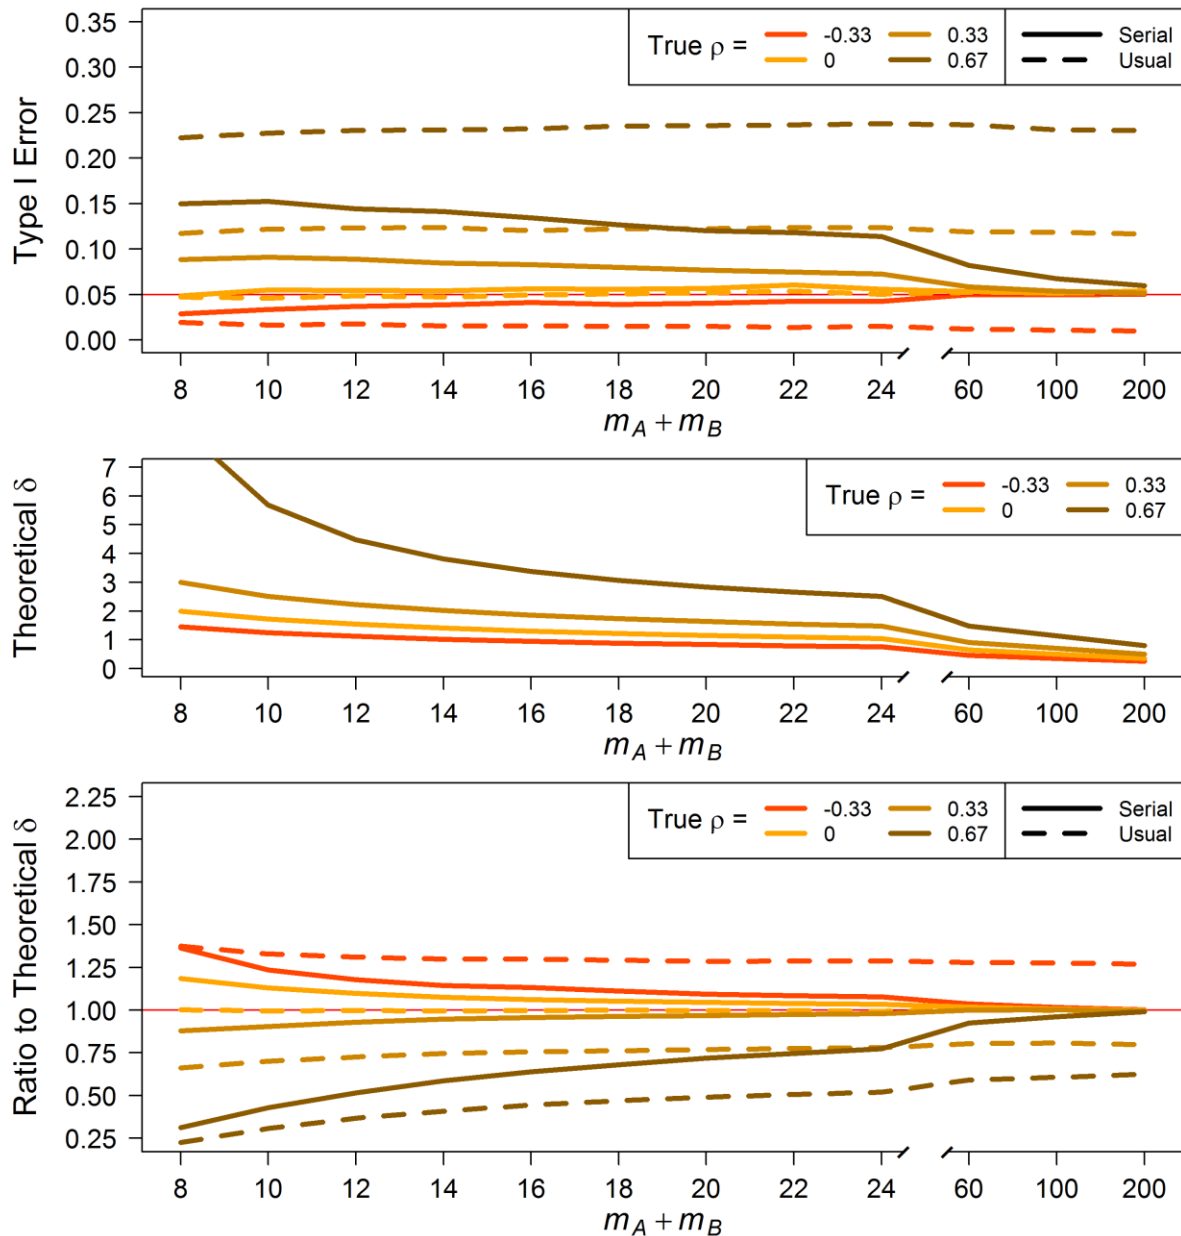 Type I Error
0.35
0.30
0.25
0.20
0.15
0.10
0.05
0.00
True ρ =
-0.33
0.33
0
0.67
Serial
Usual
8 10 12 14 16 18 20 22 24 60 100 200
m_A + m_B
Theoretical δ
7
6
5
4
3
2
1
0
True ρ =
-0.33
0.33
0
0.67
8 10 12 14 16 18 20 22 24 60 100 200
m_A + m_B
Ratio to Theoretical δ
2.25
2.00
1.75
1.50
1.25
1.00
0.75
0.50
0.25
True ρ =
-0.33
0.33
0
0.67
Serial
Usual
8 10 12 14 16 18 20 22 24 60 100 200
m_A + m_B